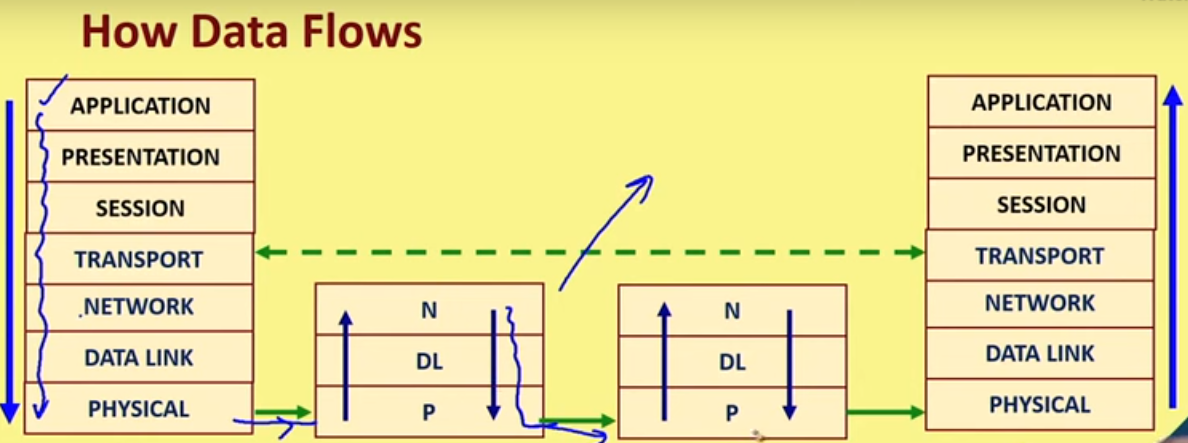 How Data Flows
APPLICATION
PRESENTATION
SESSION
TRANSPORT
.NETWORK
DATA LINK
PHYSICAL
N
DL
P
N
DL
P
APPLICATION
PRESENTATION
SESSION
TRANSPORT
NETWORK
DATA LINK
PHYSICAL